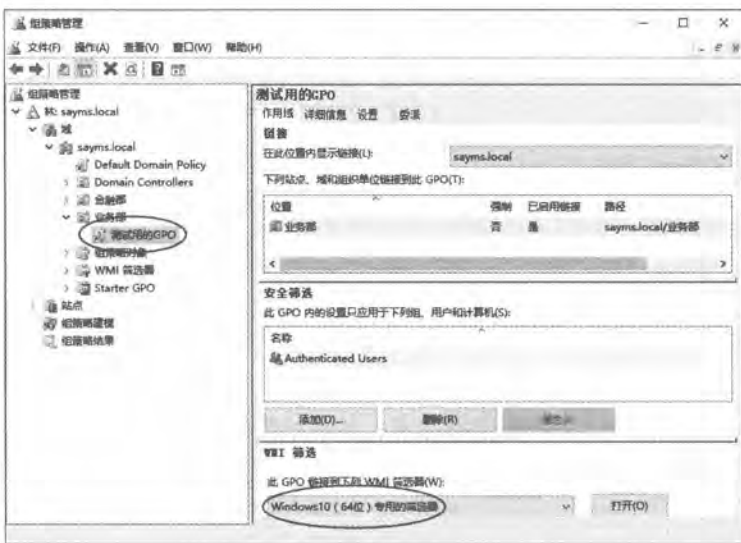 组策略管理
文件(F) 操作(A) 查看(V) 窗口(W) 帮助(H)
组策略管理
林: sayms.local
域
sayms.local
Default Domain Policy
Domain Controllers
金融部
业务部
测试用的GPO
组策略对象
WMI 筛选器
Starter GPO
站点
组策略建模
组策略结果
测试用的GPO
作用域 详细信息 设置 委派
链接
在此位置内显示链接(L): sayms.local
下列站点、域和组织单位链接到此 GPO(T):
位置 强制 已启用链接 路径
业务部 否 是 sayms.local/业务部
安全筛选
此 GPO 内的设置只应用于下列组、用户和计算机(S):
名称
Authenticated Users
添加(D)... 删除(R)
WMI 筛选
此 GPO 链接到下列 WMI 筛选器(W):
Windows10 ( 64位 ) 专用的筛选器 打开(O)